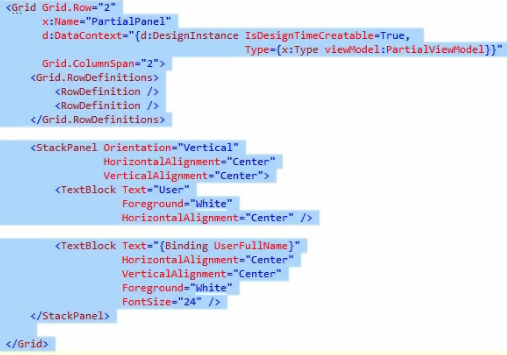 <Grid Grid.Row="2"
x:Name="PartialPanel"
d:DataContext="{d:DesignInstance IsDesignTimeCreatable=True,
Type={x:Type viewModel:PartialViewModel}}"
Grid.ColumnSpan="2">
<Grid.RowDefinitions>
<RowDefinition />
<RowDefinition />
</Grid.RowDefinitions>
<StackPanel Orientation="Vertical"
HorizontalAlignment="Center"
VerticalAlignment="Center">
<TextBlock Text="User"
Foreground="White"
HorizontalAlignment="Center" />
<TextBlock Text="{Binding UserFullName}"
HorizontalAlignment="Center"
VerticalAlignment="Center"
Foreground="White"
FontSize="24" />
</StackPanel>
</Grid>